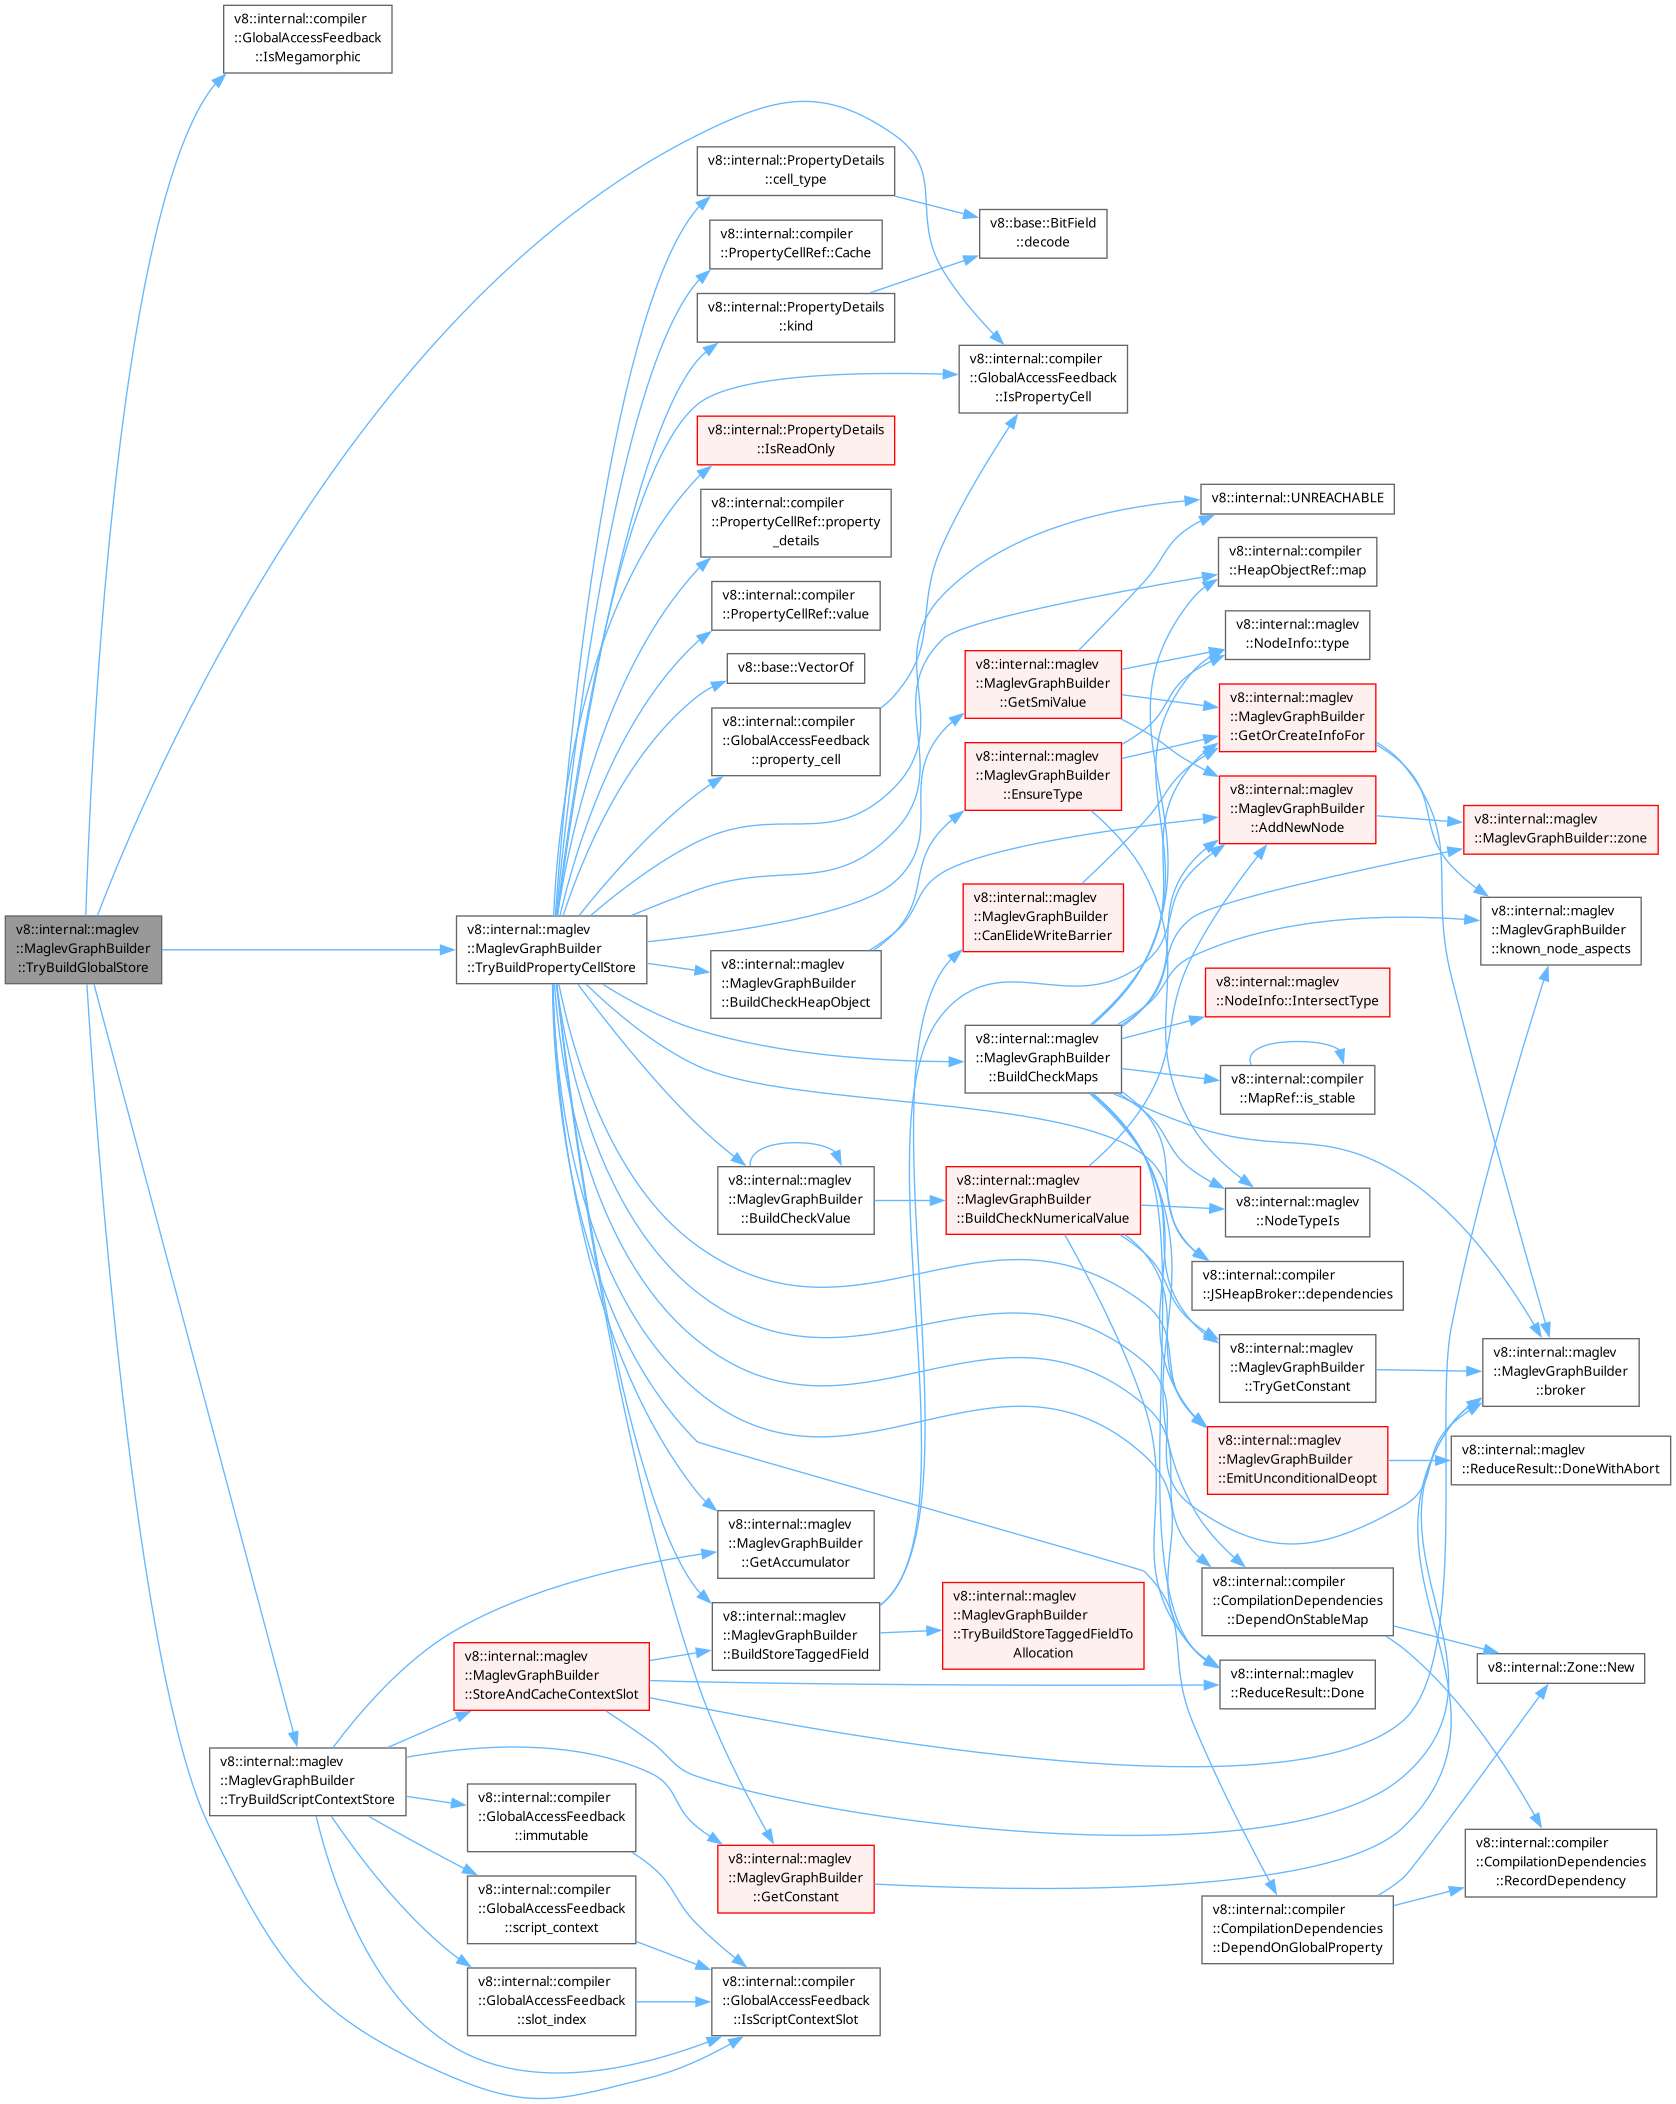 v8::internal::compiler
::GlobalAccessFeedback
::IsMegamorphic
v8::internal::PropertyDetails
::cell_type
v8::base::BitField
::decode
v8::internal::compiler
::PropertyCellRef::Cache
v8::internal::PropertyDetails
::kind
v8::internal::compiler
::GlobalAccessFeedback
::IsPropertyCell
v8::internal::PropertyDetails
::IsReadOnly
v8::internal::compiler
::PropertyCellRef::property
_details
v8::internal::UNREACHABLE
v8::internal::compiler
::HeapObjectRef::map
v8::internal::compiler
::PropertyCellRef::value
v8::internal::maglev
::NodeInfo::type
v8::base::VectorOf
v8::internal::maglev
::MaglevGraphBuilder
::GetSmiValue
v8::internal::maglev
::MaglevGraphBuilder
::GetOrCreateInfoFor
v8::internal::compiler
::GlobalAccessFeedback
::property_cell
v8::internal::maglev
::MaglevGraphBuilder
::EnsureType
v8::internal::maglev
::MaglevGraphBuilder
::AddNewNode
v8::internal::maglev
::MaglevGraphBuilder::zone
v8::internal::maglev
::MaglevGraphBuilder
::TryBuildGlobalStore
v8::internal::maglev
::MaglevGraphBuilder
::TryBuildPropertyCellStore
v8::internal::maglev
::MaglevGraphBuilder
::CanElideWriteBarrier
v8::internal::maglev
::MaglevGraphBuilder
::known_node_aspects
v8::internal::maglev
::MaglevGraphBuilder
::BuildCheckHeapObject
v8::internal::maglev
::NodeInfo::IntersectType
v8::internal::maglev
::MaglevGraphBuilder
::BuildCheckMaps
v8::internal::compiler
::MapRef::is_stable
v8::internal::maglev
::MaglevGraphBuilder
::BuildCheckValue
v8::internal::maglev
::MaglevGraphBuilder
::BuildCheckNumericalValue
v8::internal::maglev
::NodeTypeIs
v8::internal::compiler
::JSHeapBroker::dependencies
v8::internal::maglev
::MaglevGraphBuilder
::TryGetConstant
v8::internal::maglev
::MaglevGraphBuilder
::broker
v8::internal::maglev
::MaglevGraphBuilder
::EmitUnconditionalDeopt
v8::internal::maglev
::ReduceResult::DoneWithAbort
v8::internal::maglev
::MaglevGraphBuilder
::GetAccumulator
v8::internal::compiler
::CompilationDependencies
::DependOnStableMap
v8::internal::maglev
::MaglevGraphBuilder
::BuildStoreTaggedField
v8::internal::maglev
::MaglevGraphBuilder
::TryBuildStoreTaggedFieldTo
Allocation
v8::internal::maglev
::MaglevGraphBuilder
::StoreAndCacheContextSlot
v8::internal::maglev
::ReduceResult::Done
v8::internal::Zone::New
v8::internal::maglev
::MaglevGraphBuilder
::TryBuildScriptContextStore
v8::internal::compiler
::GlobalAccessFeedback
::immutable
v8::internal::maglev
::MaglevGraphBuilder
::GetConstant
v8::internal::compiler
::CompilationDependencies
::RecordDependency
v8::internal::compiler
::GlobalAccessFeedback
::script_context
v8::internal::compiler
::CompilationDependencies
::DependOnGlobalProperty
v8::internal::compiler
::GlobalAccessFeedback
::slot_index
v8::internal::compiler
::GlobalAccessFeedback
::IsScriptContextSlot